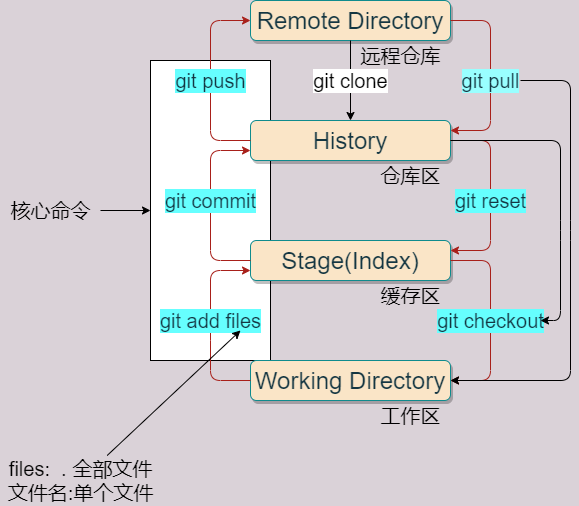 Remote Directory
远程仓库
git push
git clone
git pull
History
仓库区
核心命令
git commit
git reset
Stage(Index)
缓存区
git add files
git checkout
Working Directory
工作区
files: . 全部文件
文件名:单个文件